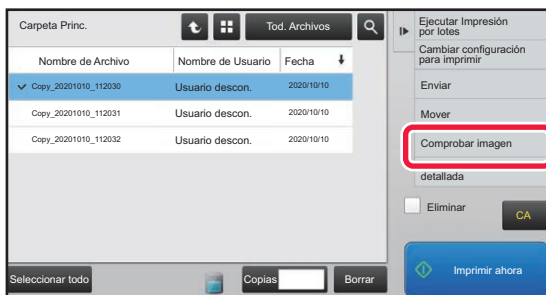 Carpeta Princ.
Tod. Archivos
Nombre de Archivo
Nombre de Usuario
Fecha
Copy_20201010_112030
Usuario descon.
2020/10/10
Copy_20201010_112031
Usuario descon.
2020/10/10
Copy_20201010_112032
Usuario descon.
2020/10/10
Seleccionar todo
Copias
Borrar
Ejecutar Impresión
por lotes
Cambiar configuración
para imprimir
Enviar
Mover
Comprobar imagen
detallada
Eliminar
CA
Imprimir ahora